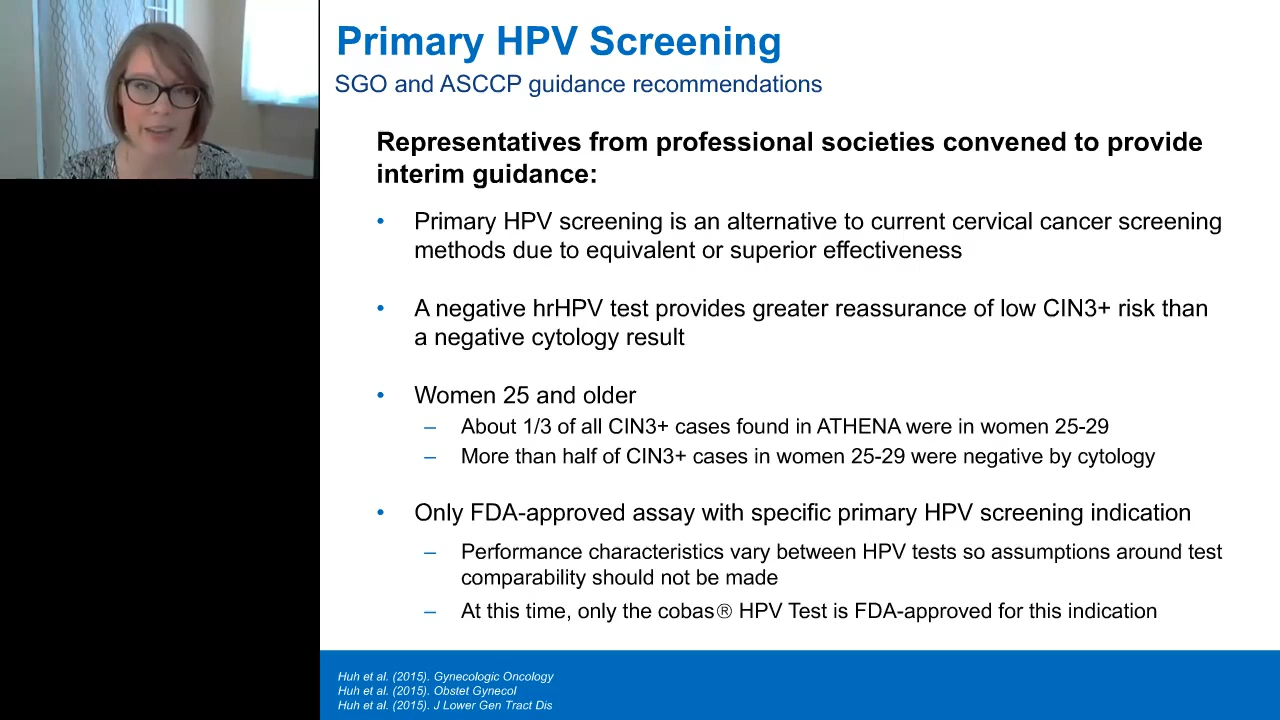 Primary HPV Screening
SGO and ASCCP guidance recommendations
Representatives from professional societies convened to provide
interim guidance:
• Primary HPV screening is an alternative to current cervical cancer screening
methods due to equivalent or superior effectiveness
• A negative hrHPV test provides greater reassurance of low CIN3+ risk than
a negative cytology result
• Women 25 and older
– About 1/3 of all CIN3+ cases found in ATHENA were in women 25-29
– More than half of CIN3+ cases in women 25-29 were negative by cytology
• Only FDA-approved assay with specific primary HPV screening indication
– Performance characteristics vary between HPV tests so assumptions around test
comparability should not be made
– At this time, only the cobas® HPV Test is FDA-approved for this indication
Huh et al. (2015). Gynecologic Oncology
Huh et al. (2015). Obstet Gynecol
Huh et al. (2015). J Lower Gen Tract Dis